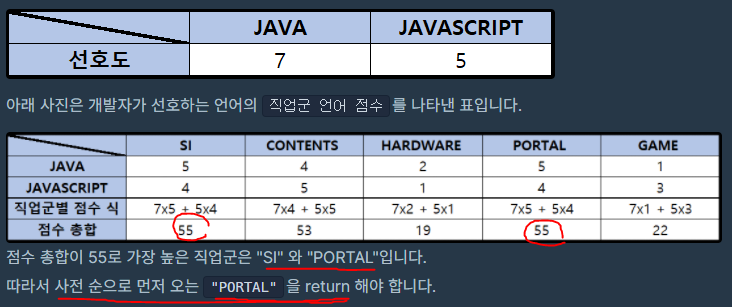 JAVA JAVASCRIPT
선호도 7 5
아래 사진은 개발자가 선호하는 언어의 직업군 언어 점수 를 나타낸 표입니다.
SI CONTENTS HARDWARE PORTAL GAME
JAVA 5 4 2 5 1
JAVASCRIPT 4 5 1 4 3
직업군별 점수 식 7x5 + 5x4 7x4 + 5x5 7x2 + 5x1 7x5 + 5x4 7x1 + 5x3
점수 총합 55 53 19 55 22
점수 총합이 55로 가장 높은 직업군은 "SI" 와 "PORTAL"입니다.
따라서 사전 순으로 먼저 오는 "PORTAL" 을 return 해야 합니다.